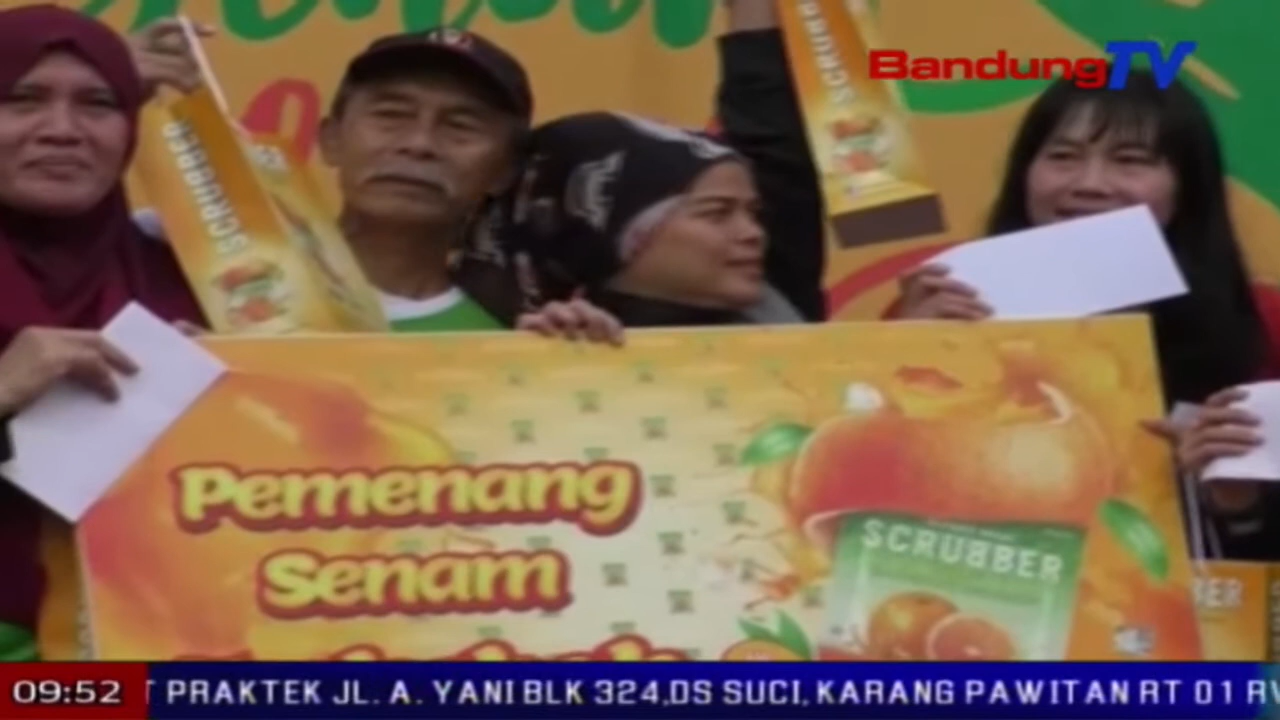 BandungTV
SCRUBBER
SCRUBBER
Pemenang
Senam
SCRUBBER
09:52
PRAKTEK JL. A. YANI BLK 324,DS SUCI, KARANG PAWITAN RT 01